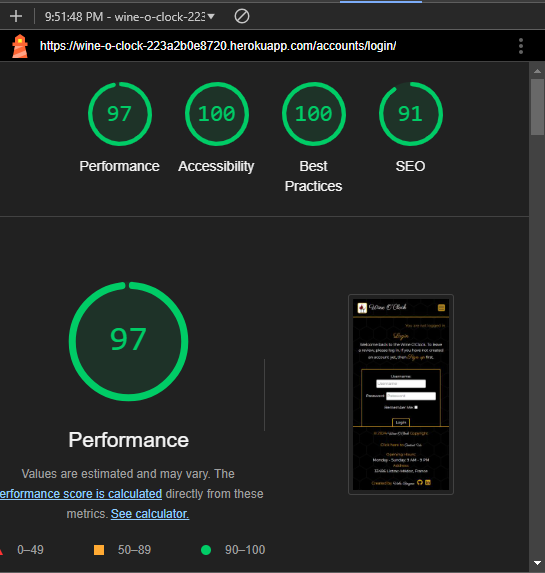 9:51:48 PM - wine-o-clock-223
https://wine-o-clock-223a2b0e8720.herokuapp.com/accounts/login/
97
100
100
91
Performance
Accessibility
Best
Practices
SEO
97
Performance
Values are estimated and may vary. The
erformance score is calculated directly from these
metrics. See calculator.
0–49
50–89
90–100
Wine O'Clock
You are not logged in
Login
Welcome back to the Wine O'Clock. To leave
a review, please log in. If you have not created
an account yet, then Sign up first.
Username:
Username
Password:
Password
Remember Me:
Login
Wine O'Clock Copyright
Click here to Contact Us
Opening Hours:
Monday - Sunday: 9 AM - 9 PM
Address:
France
Created by